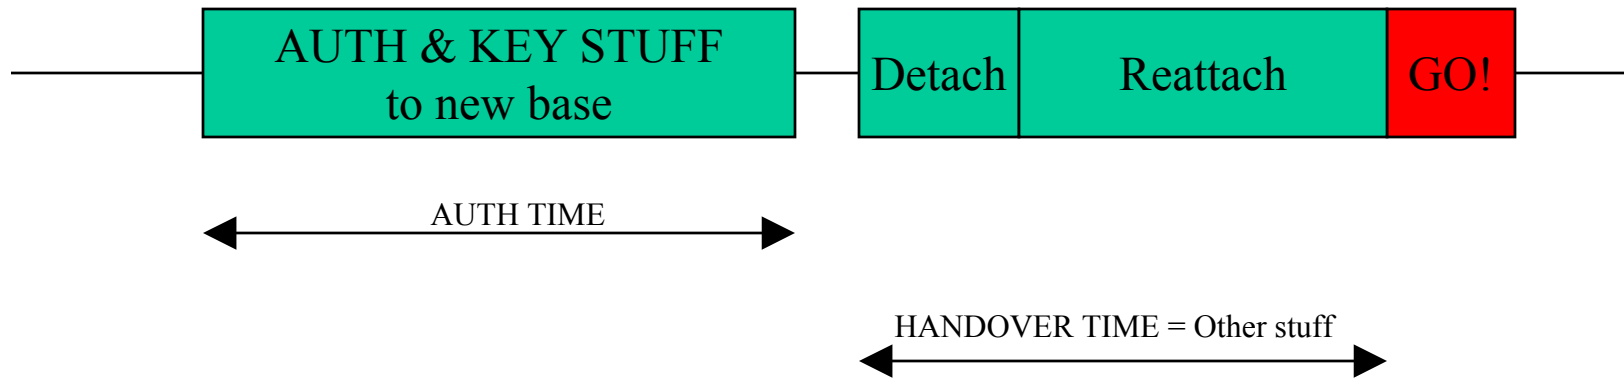 AUTH & KEY STUFF
to new base
Detach
Reattach
GO!
AUTH TIME
HANDOVER TIME = Other stuff